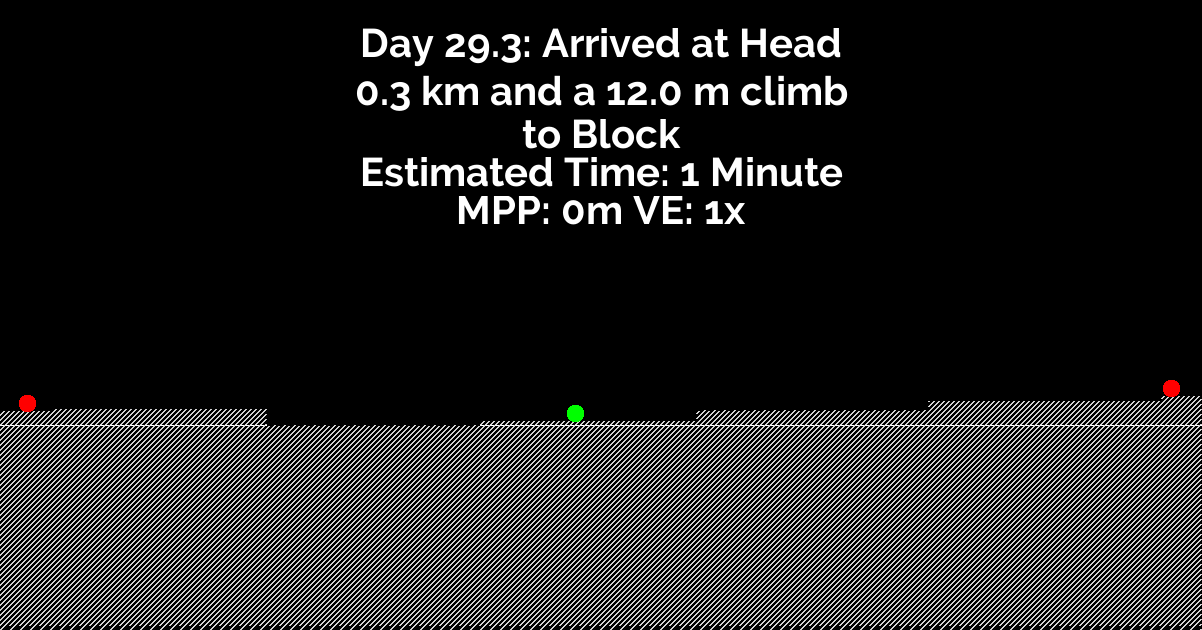 Day 29.3: Arrived at Head
0.3 km and a 12.0 m climb
to Block
Estimated Time: 1 Minute
MPP: 0m VE: 1x